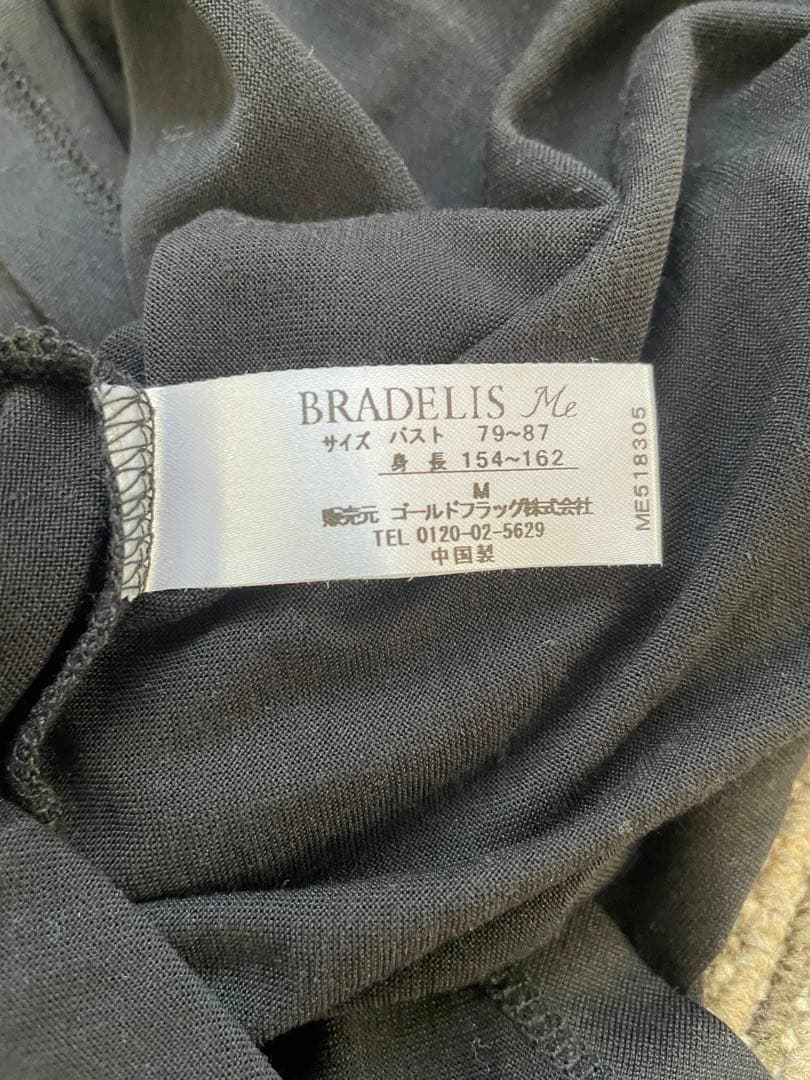 BRADELIS Me
サイズ バスト 79~87
身長 154~162
M
販売元 ゴールドフラッグ株式会社
TEL 0120-02-5629
中国製
ME518305